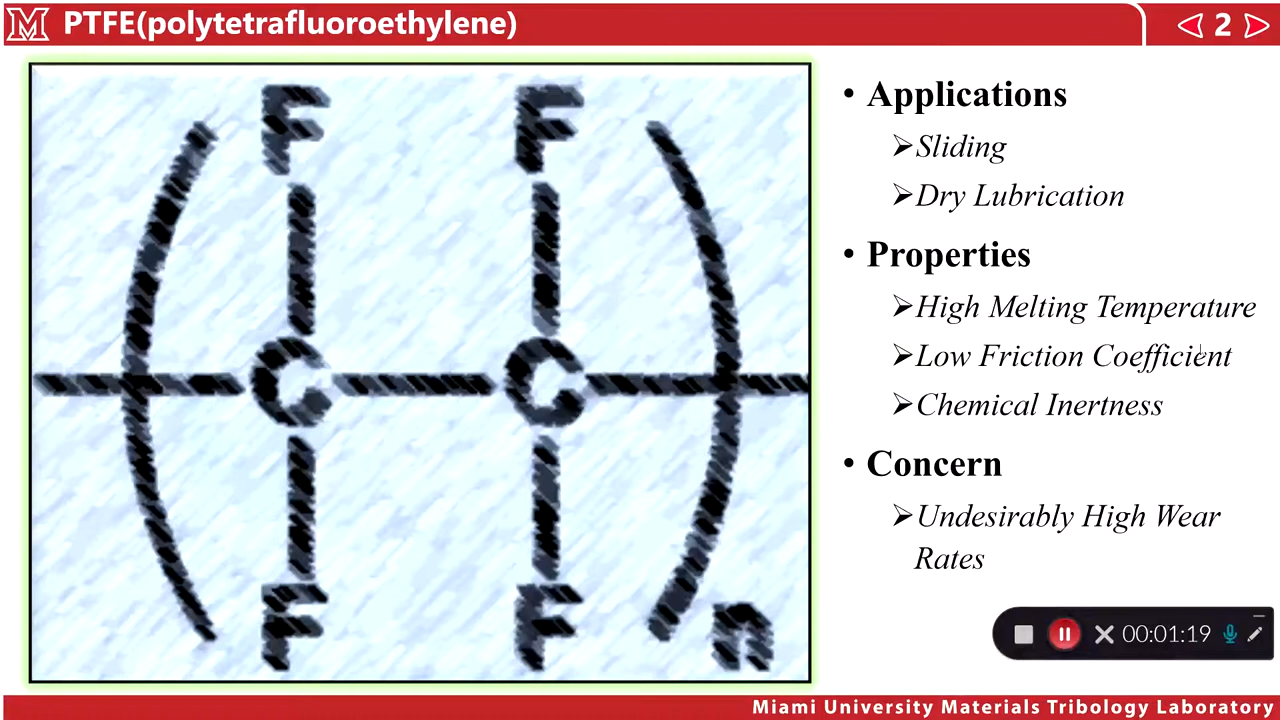 M PTFE(polytetrafluoroethylene) 2
F F
C C
F F n
• Applications
➢Sliding
➢Dry Lubrication
• Properties
➢High Melting Temperature
➢Low Friction Coefficient
➢Chemical Inertness
• Concern
➢Undesirably High Wear
Rates
00:01:19
Miami University Materials Tribology Laboratory